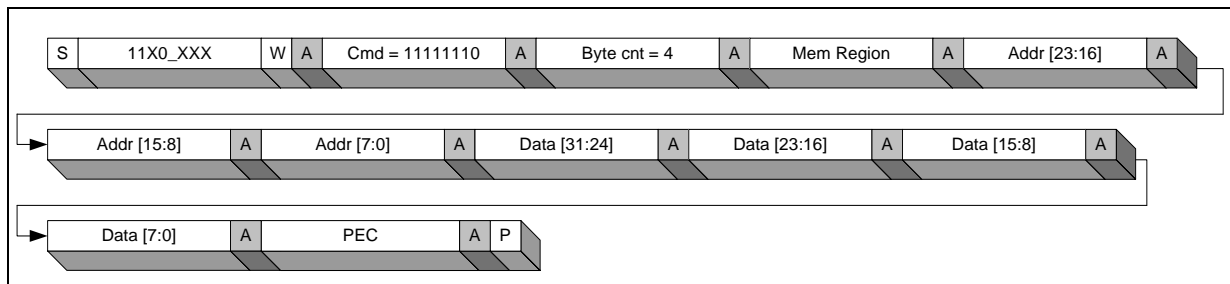 S 11X0_XXX W A Cmd = 11111110 A Byte cnt = 4 A Mem Region A Addr [23:16] A
Addr [15:8] A Addr [7:0] A Data [31:24] A Data [23:16] A Data [15:8] A
Data [7:0] A PEC A P